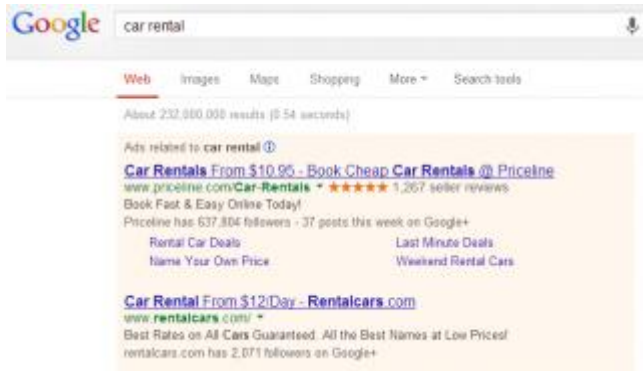 Google car rental
Web Images Maps Shopping More Search tools
About 232,000,000 results (0.54 seconds)
Ads related to car rental
Car Rentals From $10.95 - Book Cheap Car Rentals @ Priceline
www.priceline.com/Car-Rentals ★★★★★ 1,267 seller reviews
Book Fast & Easy Online Today!
Priceline has 637,804 followers - 37 posts this week on Google+
Rental Car Deals Last Minute Deals
Name Your Own Price Weekend Rental Cars
Car Rental From $12/Day - Rentalcars.com
www.rentalcars.com/
Best Rates on All Cars Guaranteed. All the Best Names at Low Prices!
rentalcars.com has 2,071 followers on Google+